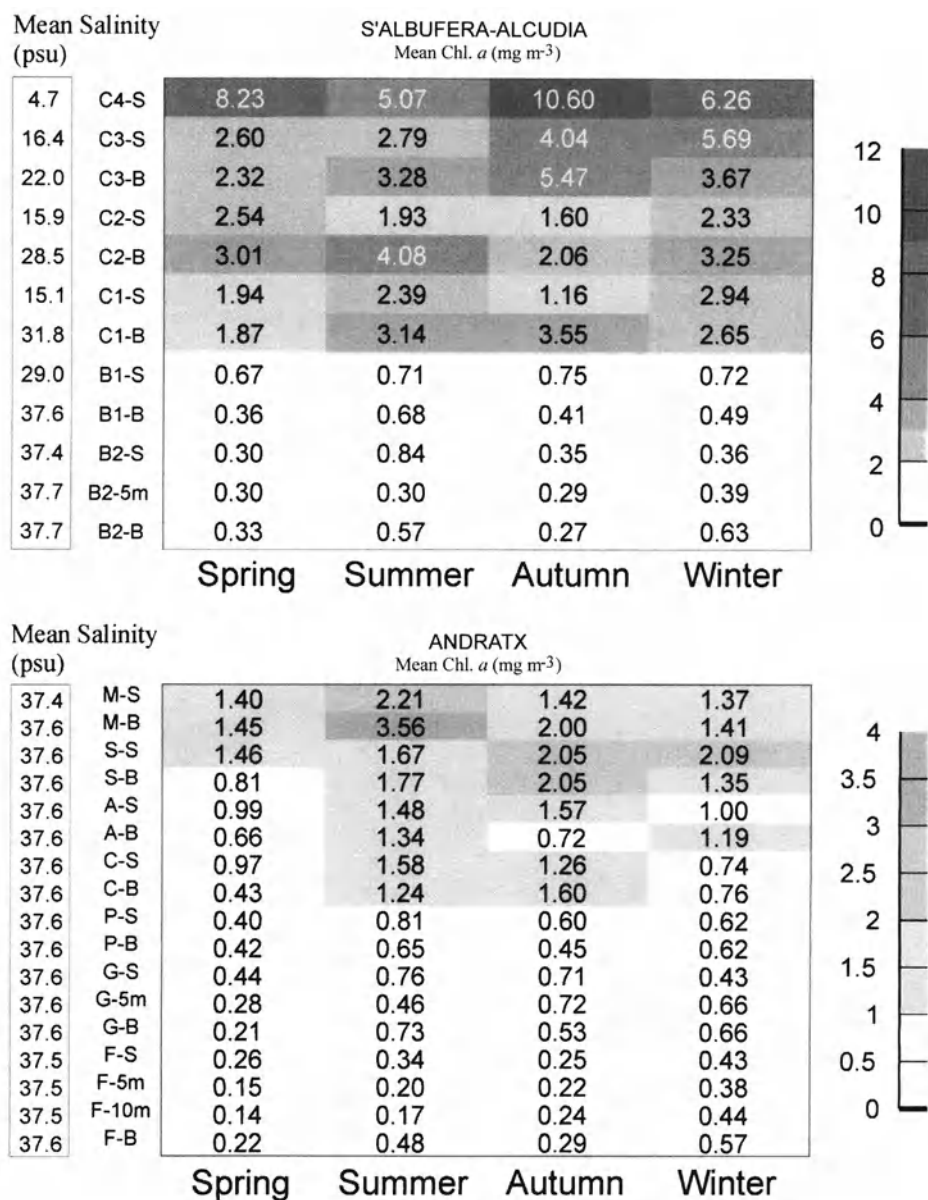 Mean Salinity
(psu)
S'ALBUFERA-ALCUDIA
Mean Chl. a (mg m-3)
4.7 C4-S 8.23 5.07 10.60 6.26
16.4 C3-S 2.60 2.79 4.04 5.69
22.0 C3-B 2.32 3.28 5.47 3.67
15.9 C2-S 2.54 1.93 1.60 2.33
28.5 C2-B 3.01 4.08 2.06 3.25
15.1 C1-S 1.94 2.39 1.16 2.94
31.8 C1-B 1.87 3.14 3.55 2.65
29.0 B1-S 0.67 0.71 0.75 0.72
37.6 B1-B 0.36 0.68 0.41 0.49
37.4 B2-S 0.30 0.84 0.35 0.36
37.7 B2-5m 0.30 0.30 0.29 0.39
37.7 B2-B 0.33 0.57 0.27 0.63
Spring Summer Autumn Winter
12
10
8
6
4
2
0
Mean Salinity
(psu)
ANDRATX
Mean Chl. a (mg m-3)
37.4 M-S 1.40 2.21 1.42 1.37
37.6 M-B 1.45 3.56 2.00 1.41
37.6 S-S 1.46 1.67 2.05 2.09
37.6 S-B 0.81 1.77 2.05 1.35
37.6 A-S 0.99 1.48 1.57 1.00
37.6 A-B 0.66 1.34 0.72 1.19
37.6 C-S 0.97 1.58 1.26 0.74
37.6 C-B 0.43 1.24 1.60 0.76
37.6 P-S 0.40 0.81 0.60 0.62
37.6 P-B 0.42 0.65 0.45 0.62
37.6 G-S 0.44 0.76 0.71 0.43
37.6 G-5m 0.28 0.46 0.72 0.66
37.6 G-B 0.21 0.73 0.53 0.66
37.5 F-S 0.26 0.34 0.25 0.43
37.5 F-5m 0.15 0.20 0.22 0.38
37.5 F-10m 0.14 0.17 0.24 0.44
37.6 F-B 0.22 0.48 0.29 0.57
Spring Summer Autumn Winter
4
3.5
3
2.5
2
1.5
1
0.5
0